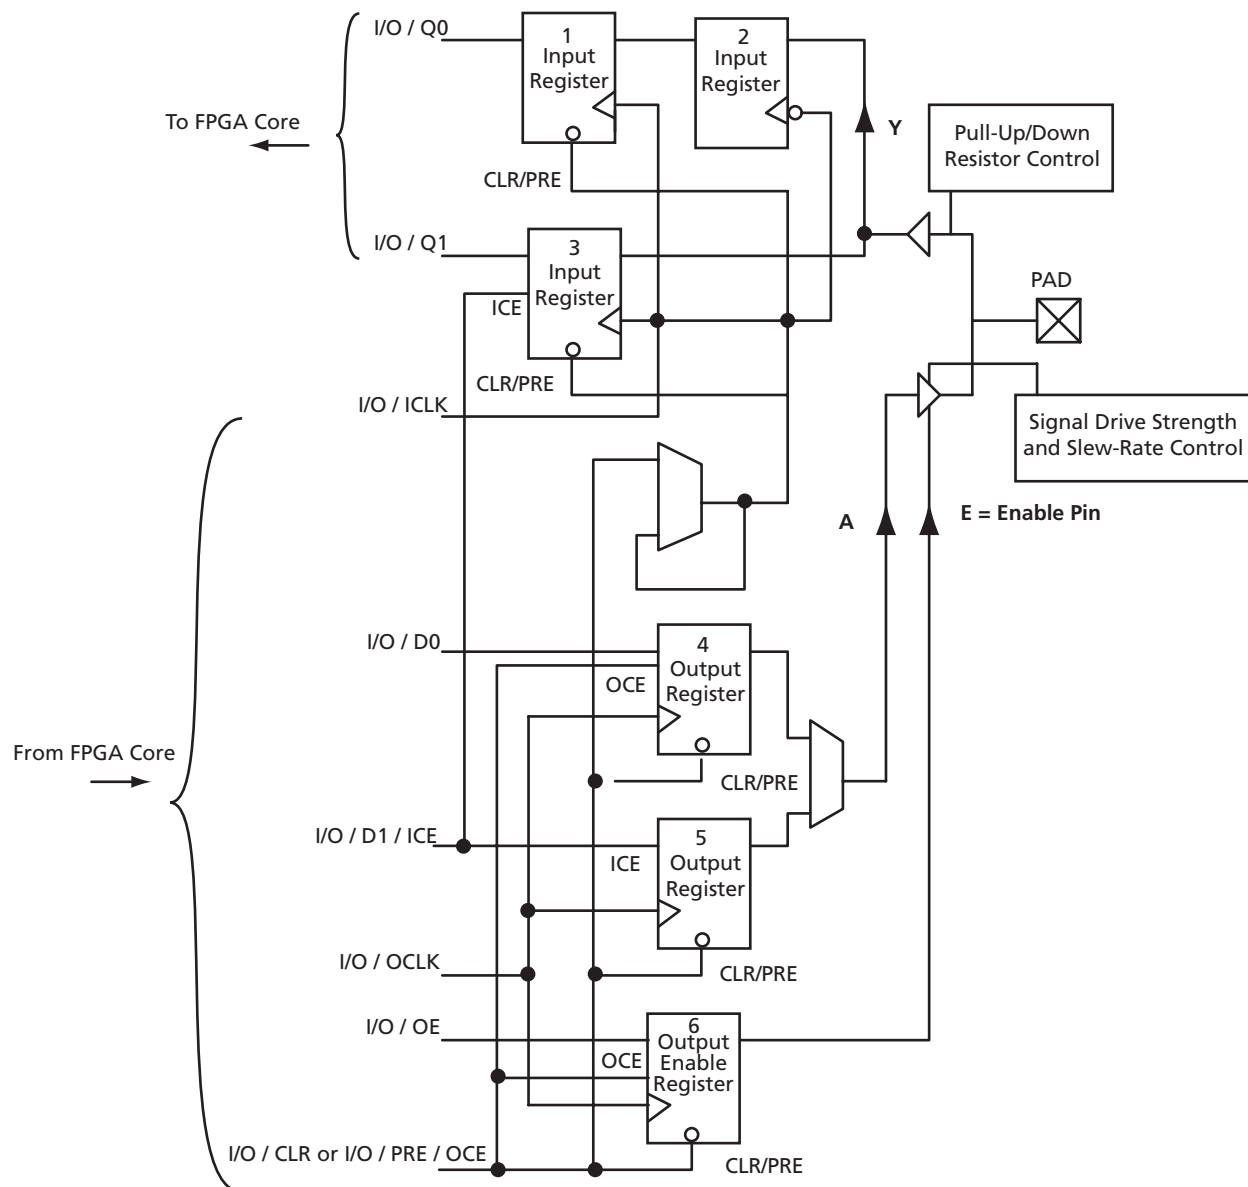 I/O / Q0
1
Input
Register
2
Input
Register
To FPGA Core
Y
Pull-Up/Down
Resistor Control
CLR/PRE
I/O / Q1
3
Input
Register
ICE
PAD
CLR/PRE
I/O / ICLK
Signal Drive Strength
and Slew-Rate Control
A
E = Enable Pin
I/O / D0
4
Output
Register
OCE
From FPGA Core
CLR/PRE
I/O / D1 / ICE
5
Output
Register
ICE
I/O / OCLK
CLR/PRE
I/O / OE
6
Output
Enable
Register
OCE
I/O / CLR or I/O / PRE / OCE
CLR/PRE